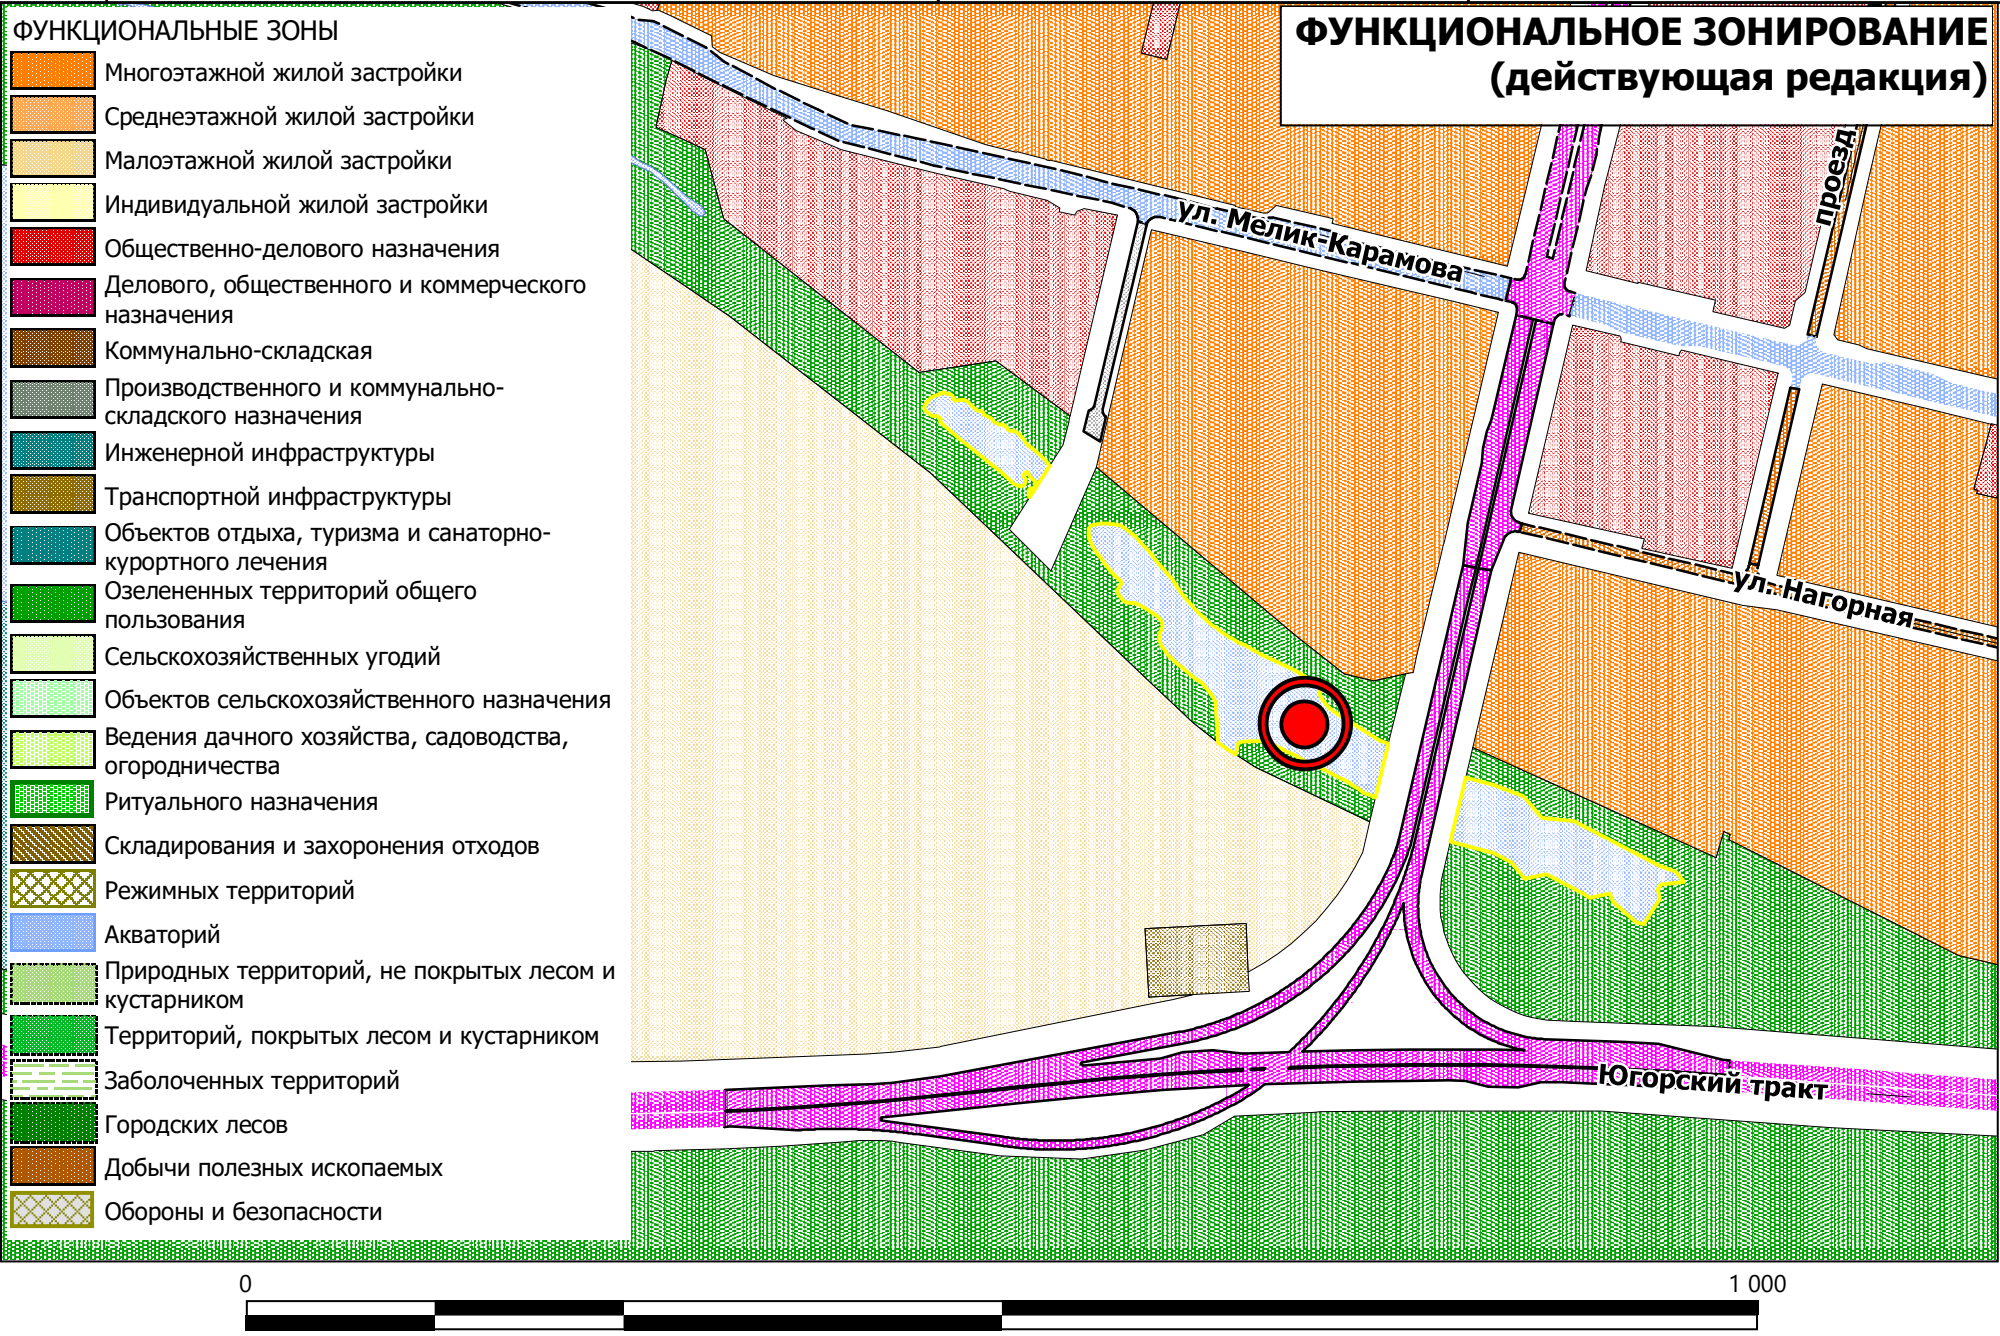 ФУНКЦИОНАЛЬНЫЕ ЗОНЫ
Многоэтажной жилой застройки
Среднеэтажной жилой застройки
Малоэтажной жилой застройки
Индивидуальной жилой застройки
Общественно-делового назначения
Делового, общественного и коммерческого
назначения
Коммунально-складская
Производственного и коммунально-
складского назначения
Инженерной инфраструктуры
Транспортной инфраструктуры
Объектов отдыха, туризма и санаторно-
курортного лечения
Озелененных территорий общего
пользования
Сельскохозяйственных угодий
Объектов сельскохозяйственного назначения
Ведения дачного хозяйства, садоводства,
огородничества
Ритуального назначения
Складирования и захоронения отходов
Режимных территорий
Акваторий
Природных территорий, не покрытых лесом и
кустарником
Территорий, покрытых лесом и кустарником
Заболоченных территорий
Городских лесов
Добычи полезных ископаемых
Обороны и безопасности
ФУНКЦИОНАЛЬНОЕ ЗОНИРОВАНИЕ
(действующая редакция)
проезд
ул. Мелик-Карамова
ул. Нагорная
Югорский тракт
0
1 000